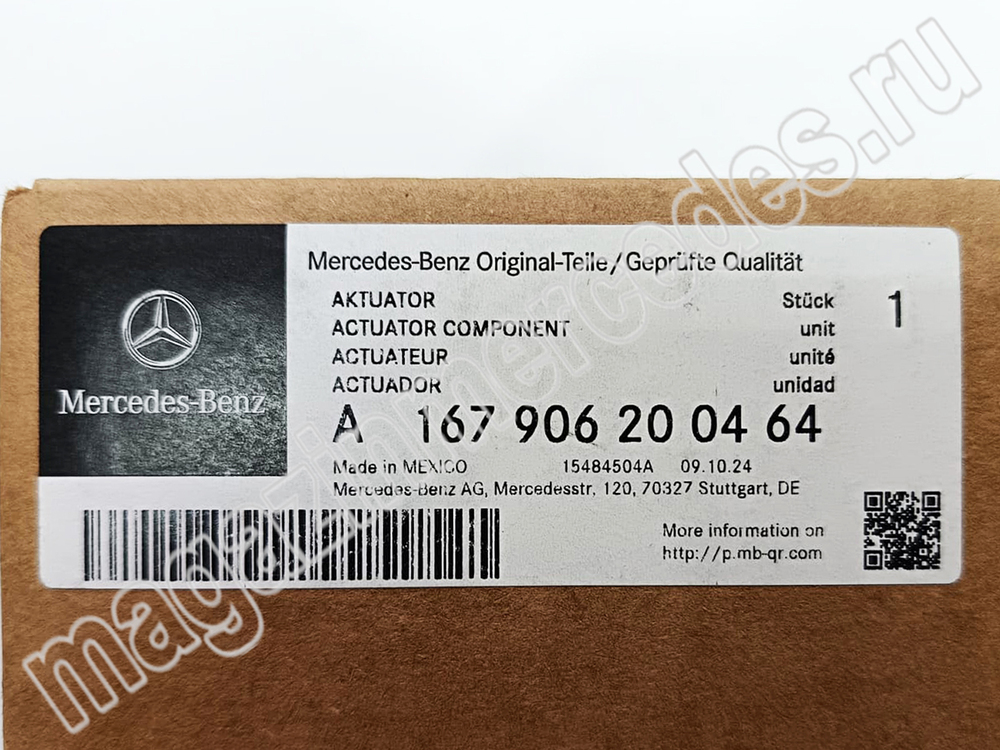 Mercedes-Benz Original-Teile/Geprüfte Qualität
AKTUATOR Stück 1
ACTUATOR COMPONENT unit
ACTUATEUR unité
ACTUADOR unidad
Mercedes-Benz
A 167 906 20 04 64
Made in MEXICO 15484504A 09.10.24
Mercedes-Benz AG, Mercedesstr. 120, 70327 Stuttgart, DE
More information on
http://p.mb-qr.com
magazinmercedes.ru